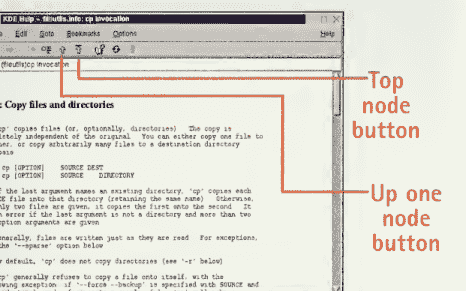 KDE Help - fileutils.info: cp invocation
Edit Goto Bookmarks Options Help
(fileutils)cp invocation
: Copy files and directories
cp' copies files (or, optionally, directories) The copy is
pletely independent of the original You can either copy one file to
her, or copy arbitrarily many files to a destination directory
opsis
cp [OPTION] SOURCE DEST
cp [OPTION] SOURCE DIRECTORY
f the last argument names an existing directory, 'cp' copies each
CE file into that directory (retaining the same name) Otherwise,
nly two files are given, it copies the first onto the second It
n error if the last argument is not a directory and more than two
option arguments are given
enerally, files are written just as they are read For exceptions,
the '--sparse' option below
y default, 'cp' does not copy directories (see '-r' below)
cp' generally refuses to copy a file onto itself, with the
owing exception if '--force --backup' is specified with SOURCE and
Top
node
button
Up one
node
button